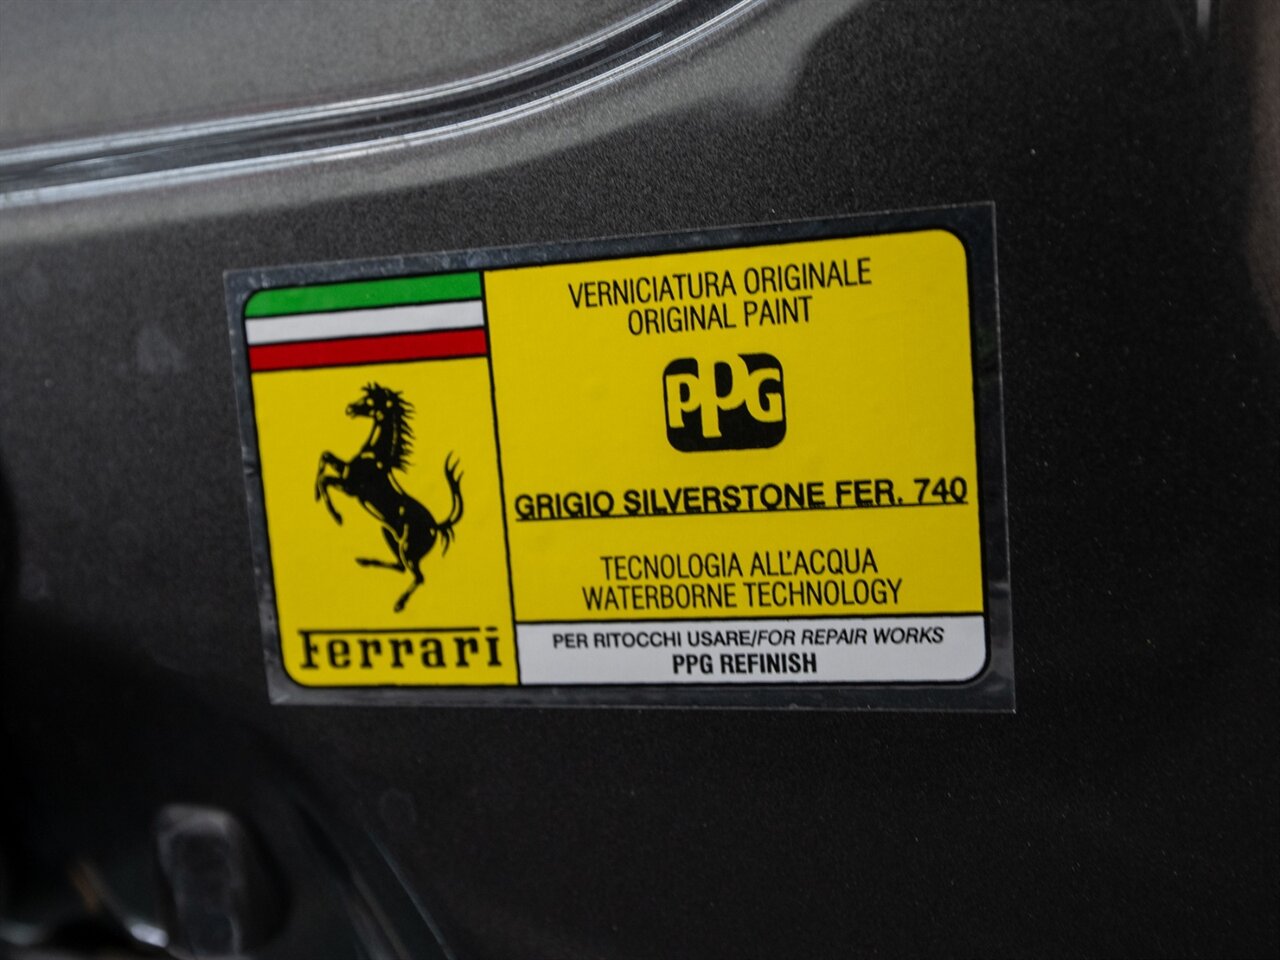 VERNICIATURA ORIGINALE
ORIGINAL PAINT
PPG
GRIGIO SILVERSTONE FER. 740
TECNOLOGIA ALL'ACQUA
WATERBORNE TECHNOLOGY
Ferrari
PER RITOCCHI USARE/FOR REPAIR WORKS
PPG REFINISH